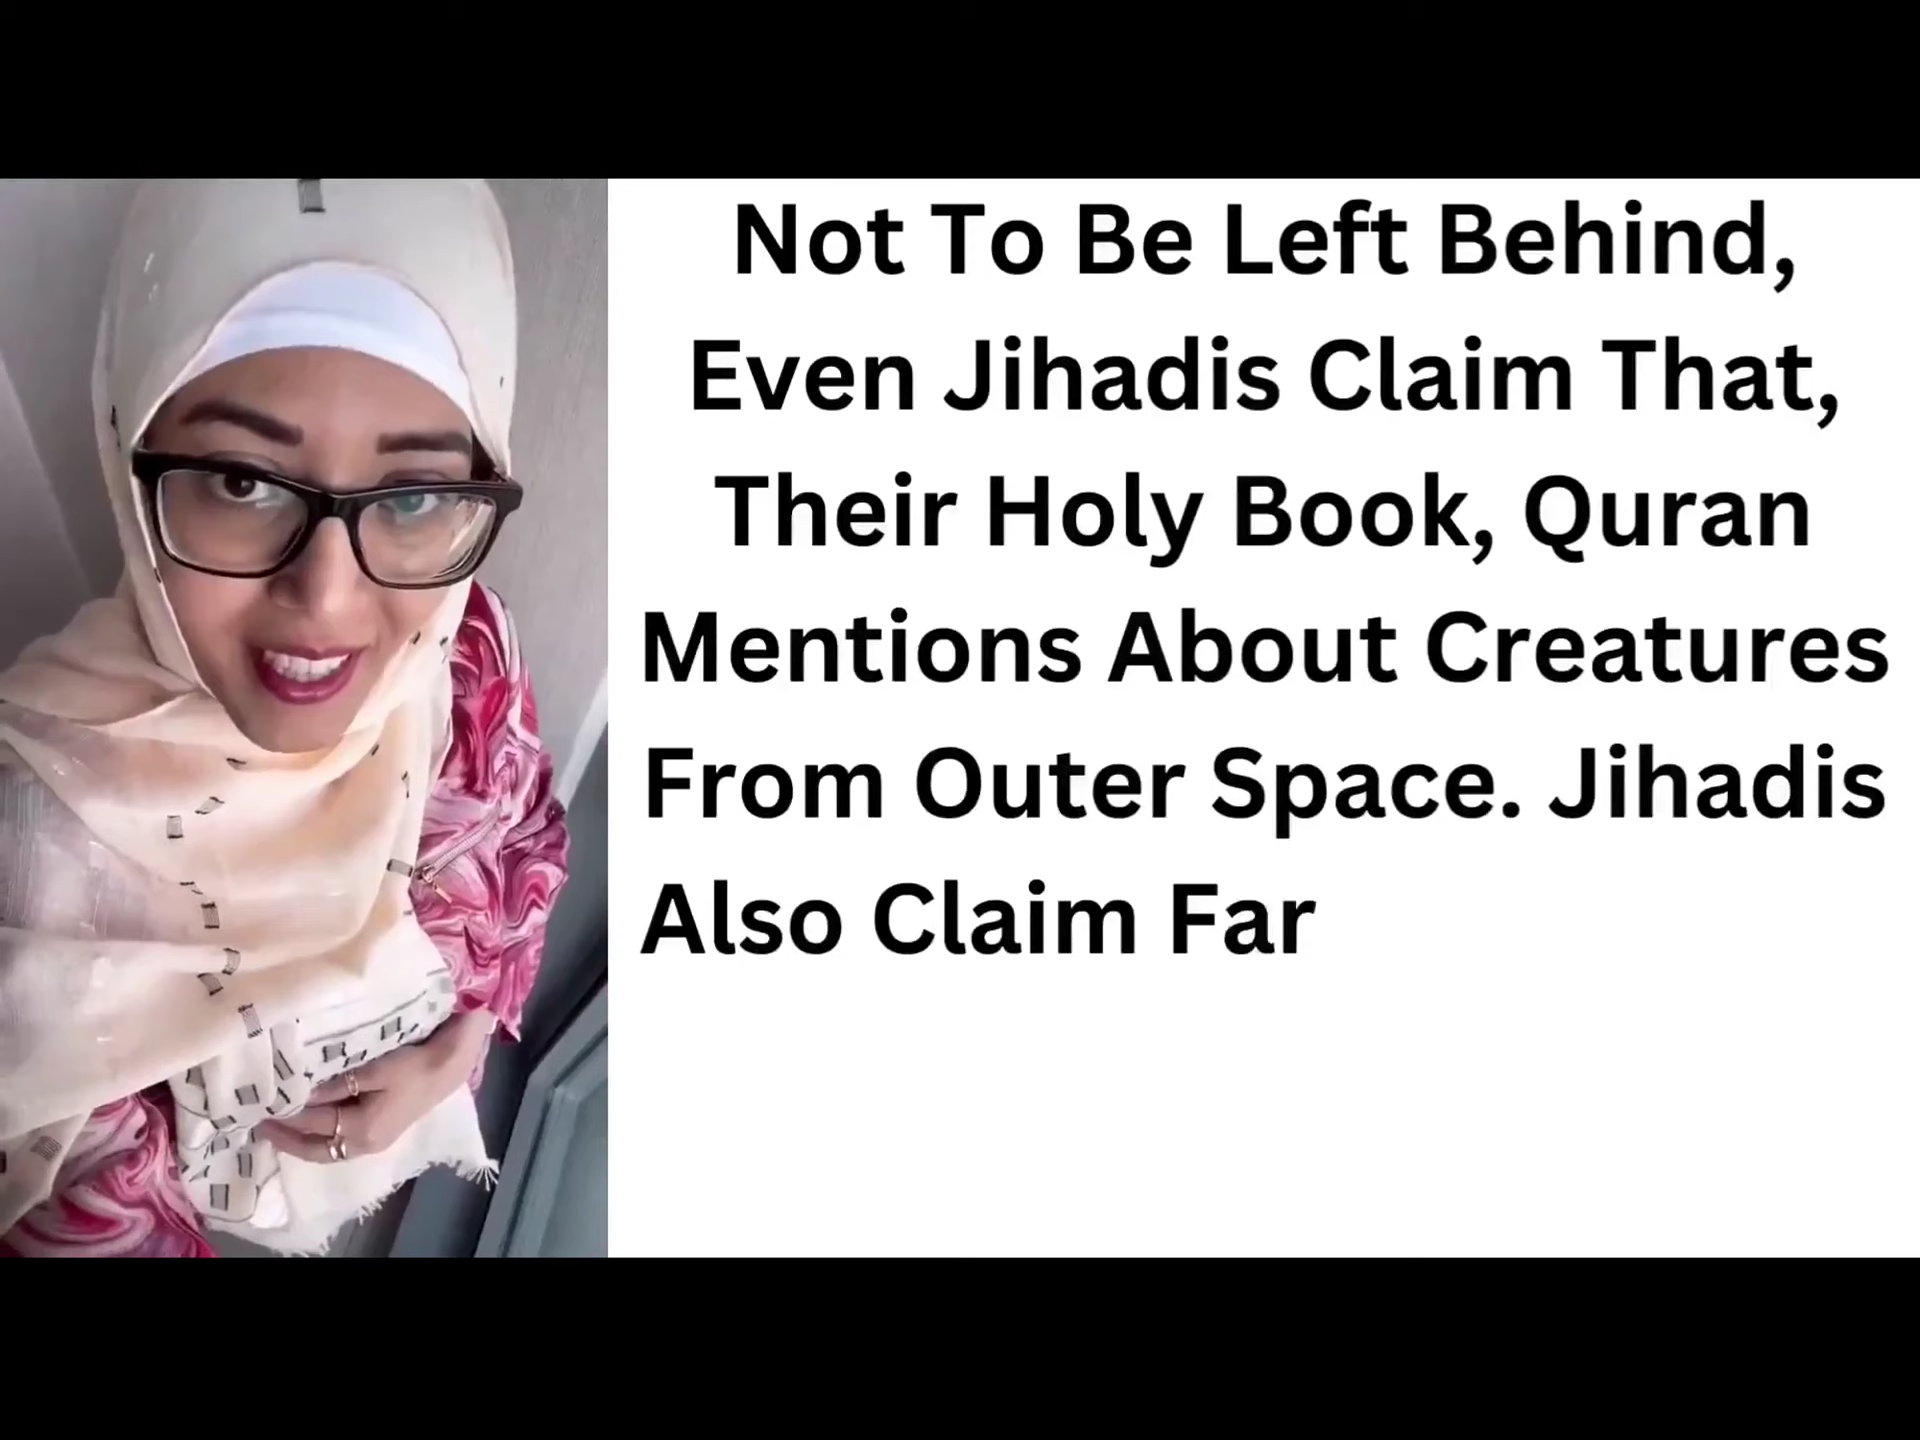 Not To Be Left Behind,
Even Jihadis Claim That,
Their Holy Book, Quran
Mentions About Creatures
From Outer Space. Jihadis
Also Claim Far